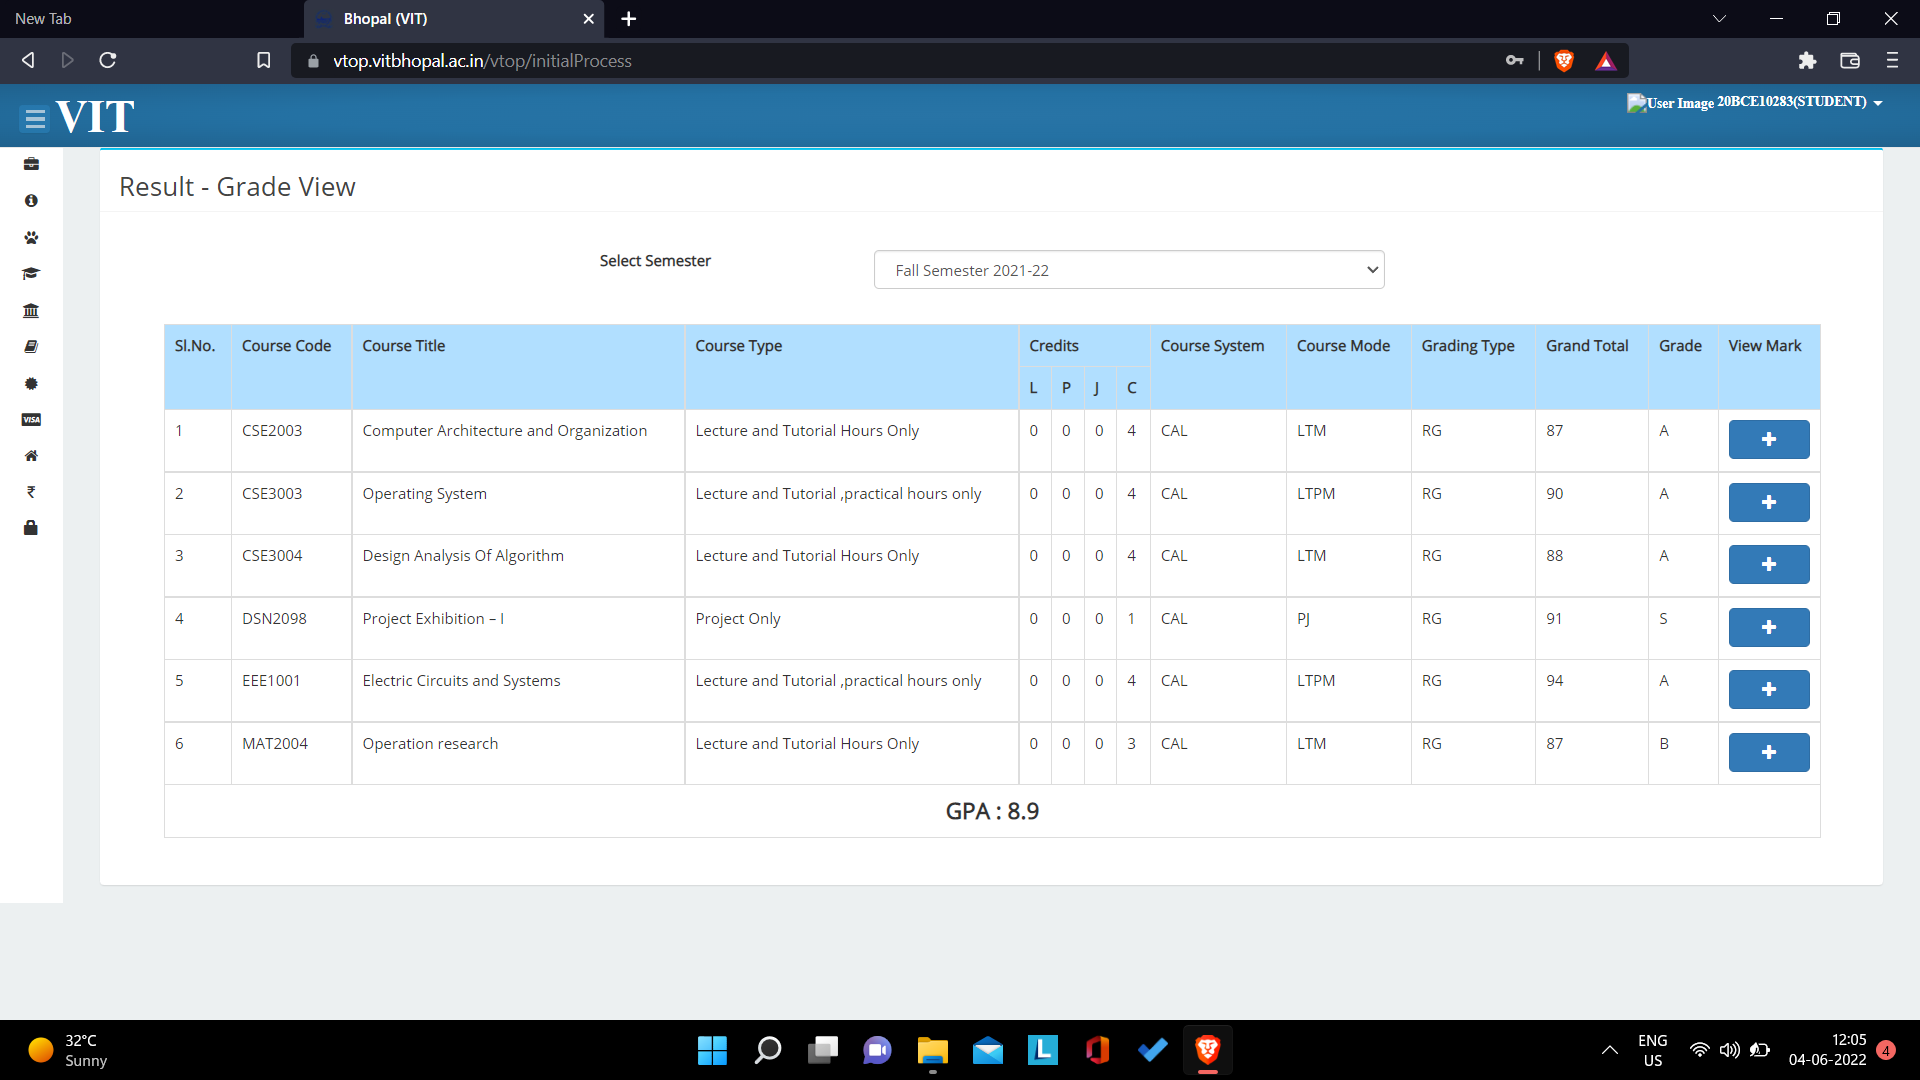 New Tab
Bhopal (VIT)
vtop.vitbhopal.ac.in/vtop/initialProcess
VIT
User Image 20BCE10283(STUDENT)
Result - Grade View
Select Semester
Fall Semester 2021-22
Sl.No. Course Code Course Title Course Type Credits Course System Course Mode Grading Type Grand Total Grade View Mark
L P J C
1 CSE2003 Computer Architecture and Organization Lecture and Tutorial Hours Only 0 0 0 4 CAL LTM RG 87 A
2 CSE3003 Operating System Lecture and Tutorial ,practical hours only 0 0 0 4 CAL LTPM RG 90 A
3 CSE3004 Design Analysis Of Algorithm Lecture and Tutorial Hours Only 0 0 0 4 CAL LTM RG 88 A
4 DSN2098 Project Exhibition – I Project Only 0 0 0 1 CAL PJ RG 91 S
5 EEE1001 Electric Circuits and Systems Lecture and Tutorial ,practical hours only 0 0 0 4 CAL LTPM RG 94 A
6 MAT2004 Operation research Lecture and Tutorial Hours Only 0 0 0 3 CAL LTM RG 87 B
GPA : 8.9
VISA
₹
32°C
Sunny
L
ENG
US
12:05
04-06-2022
4